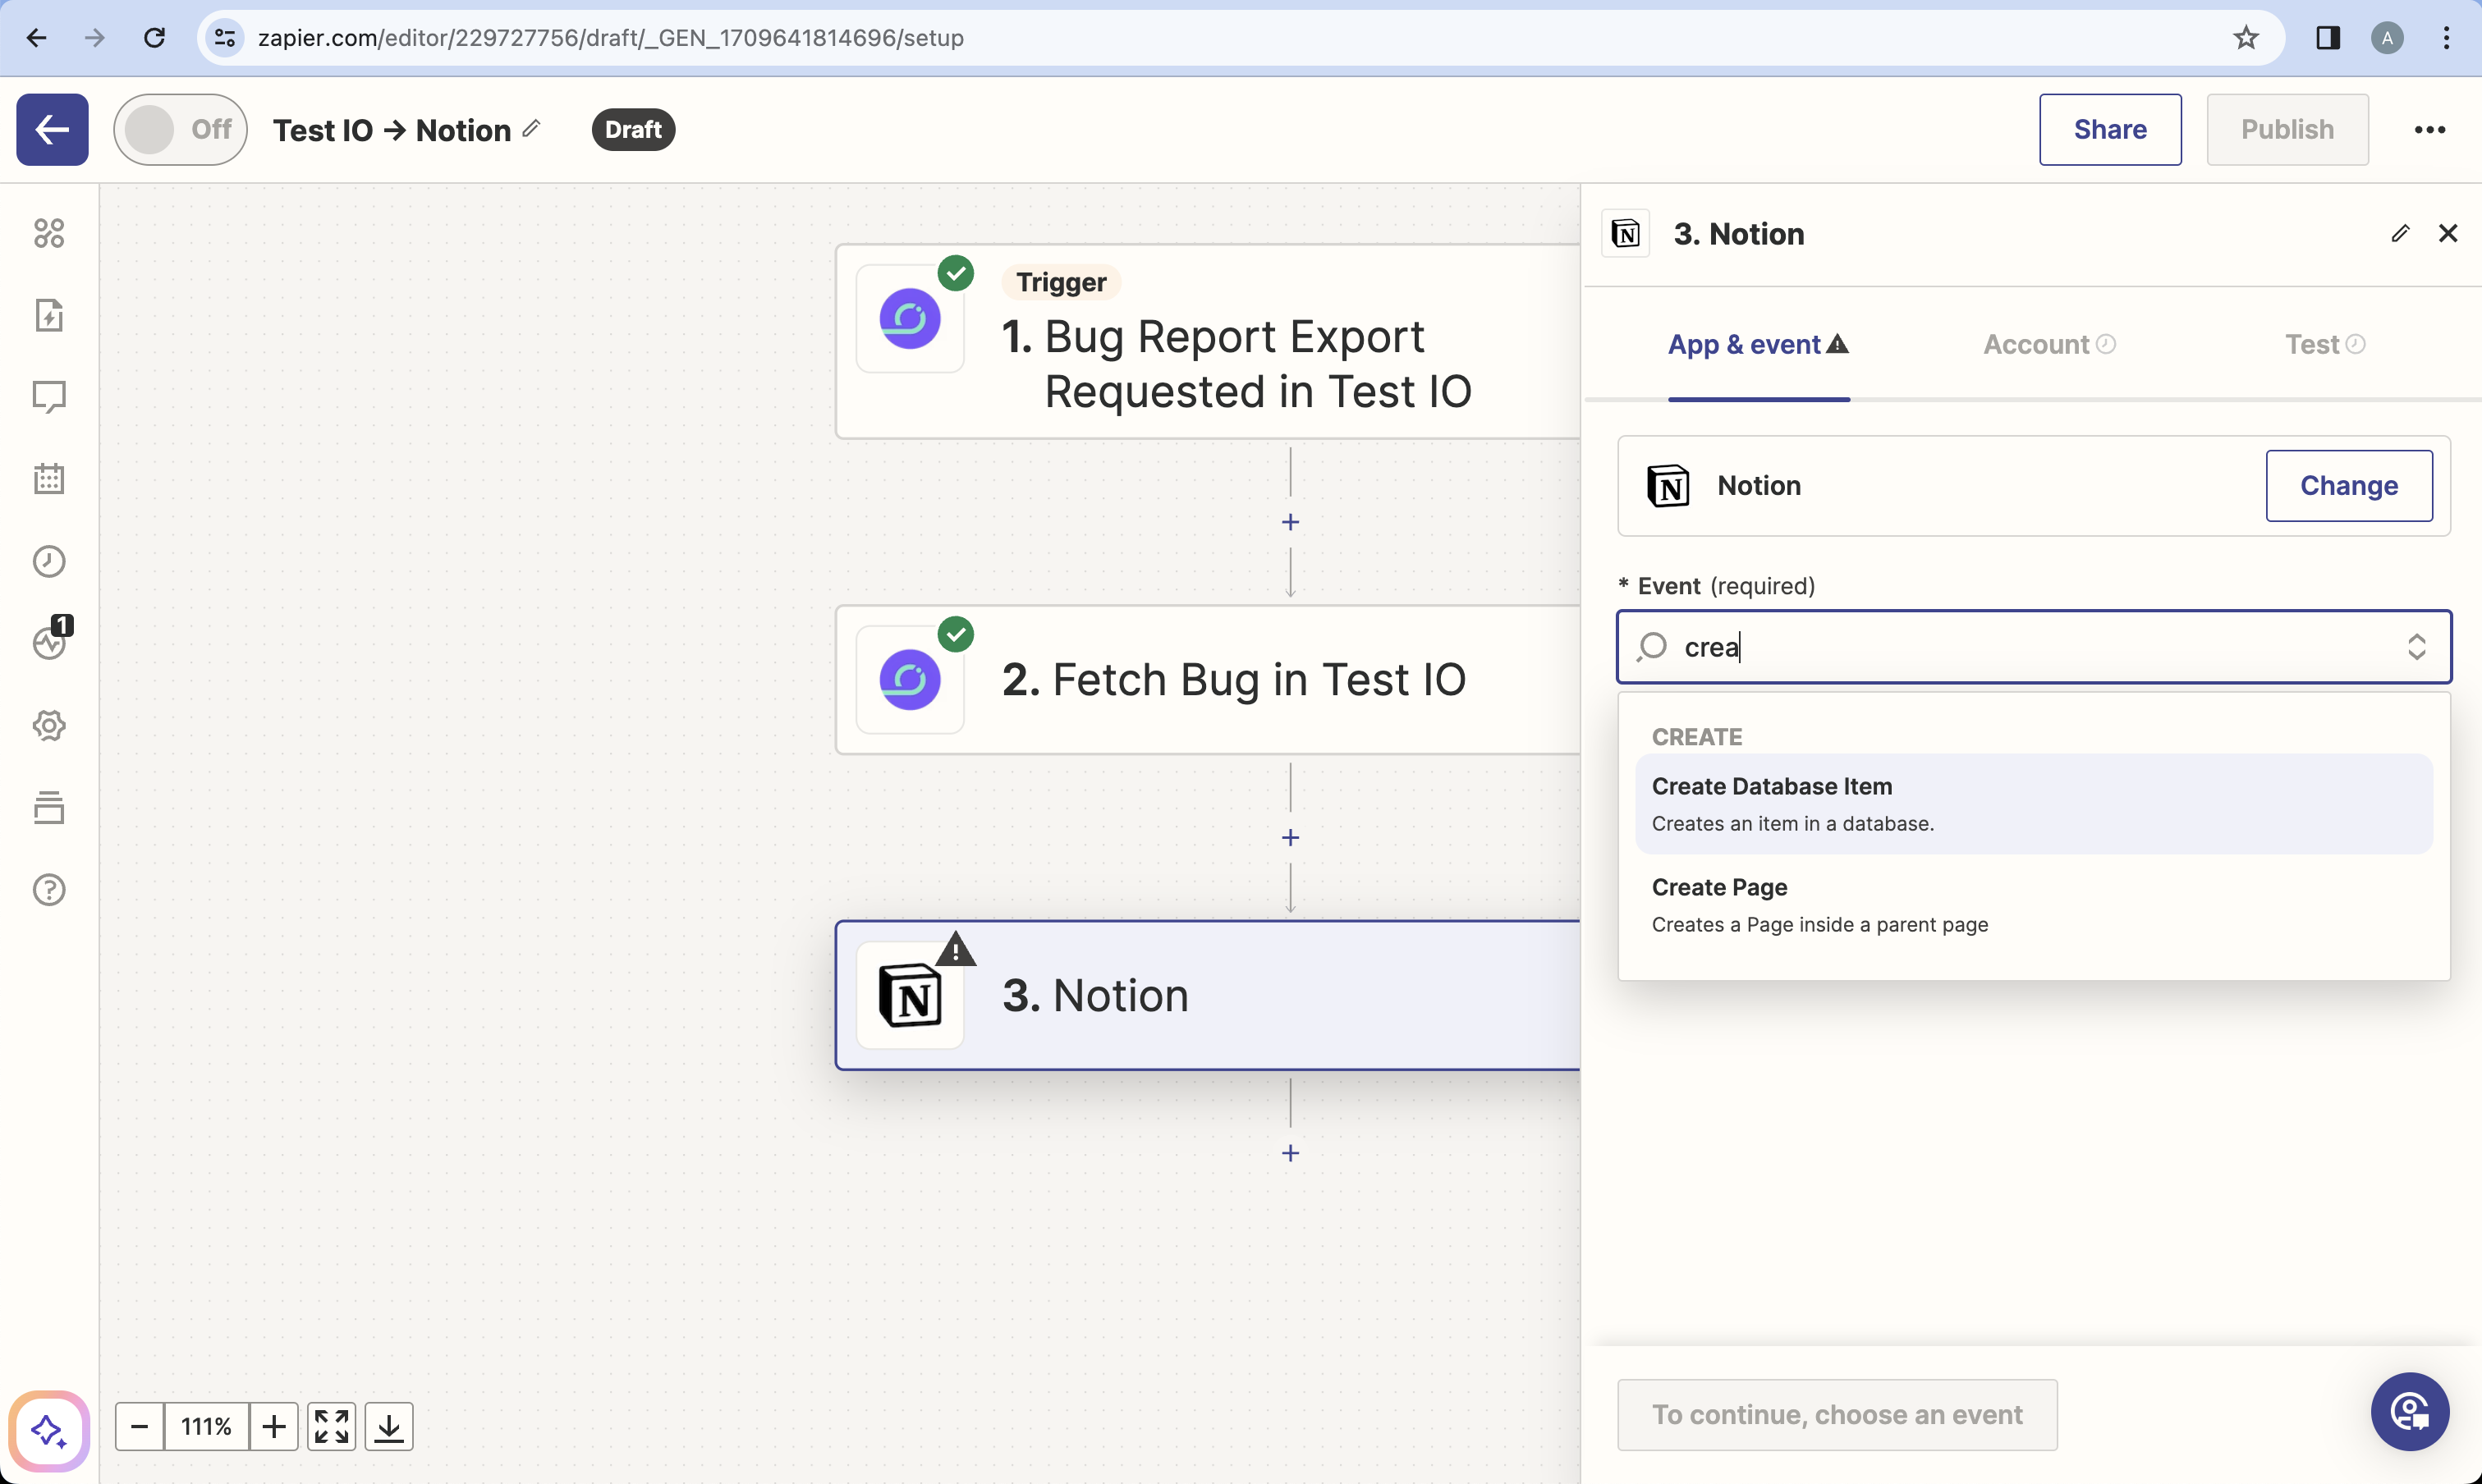 zapier.com/editor/229727756/draft/_GEN_1709641814696/setup
A
Off
Test IO → Notion
Draft
Share
Publish
Trigger
1. Bug Report Export
Requested in Test IO
2. Fetch Bug in Test IO
3. Notion
1
111%
3. Notion
App & event
Account
Test
Notion
Change
* Event (required)
crea
CREATE
Create Database Item
Creates an item in a database.
Create Page
Creates a Page inside a parent page
To continue, choose an event